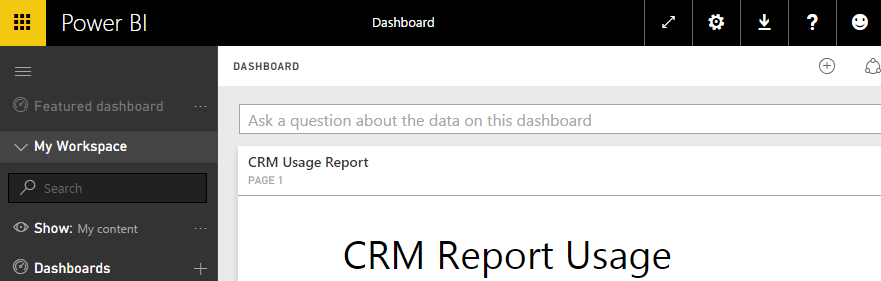 Power BI
Dashboard
?
Featured dashboard
...
My Workspace
Search
Show: My content
...
Dashboards
+
DASHBOARD
Ask a question about the data on this dashboard
CRM Usage Report
PAGE 1
CRM Report Usage